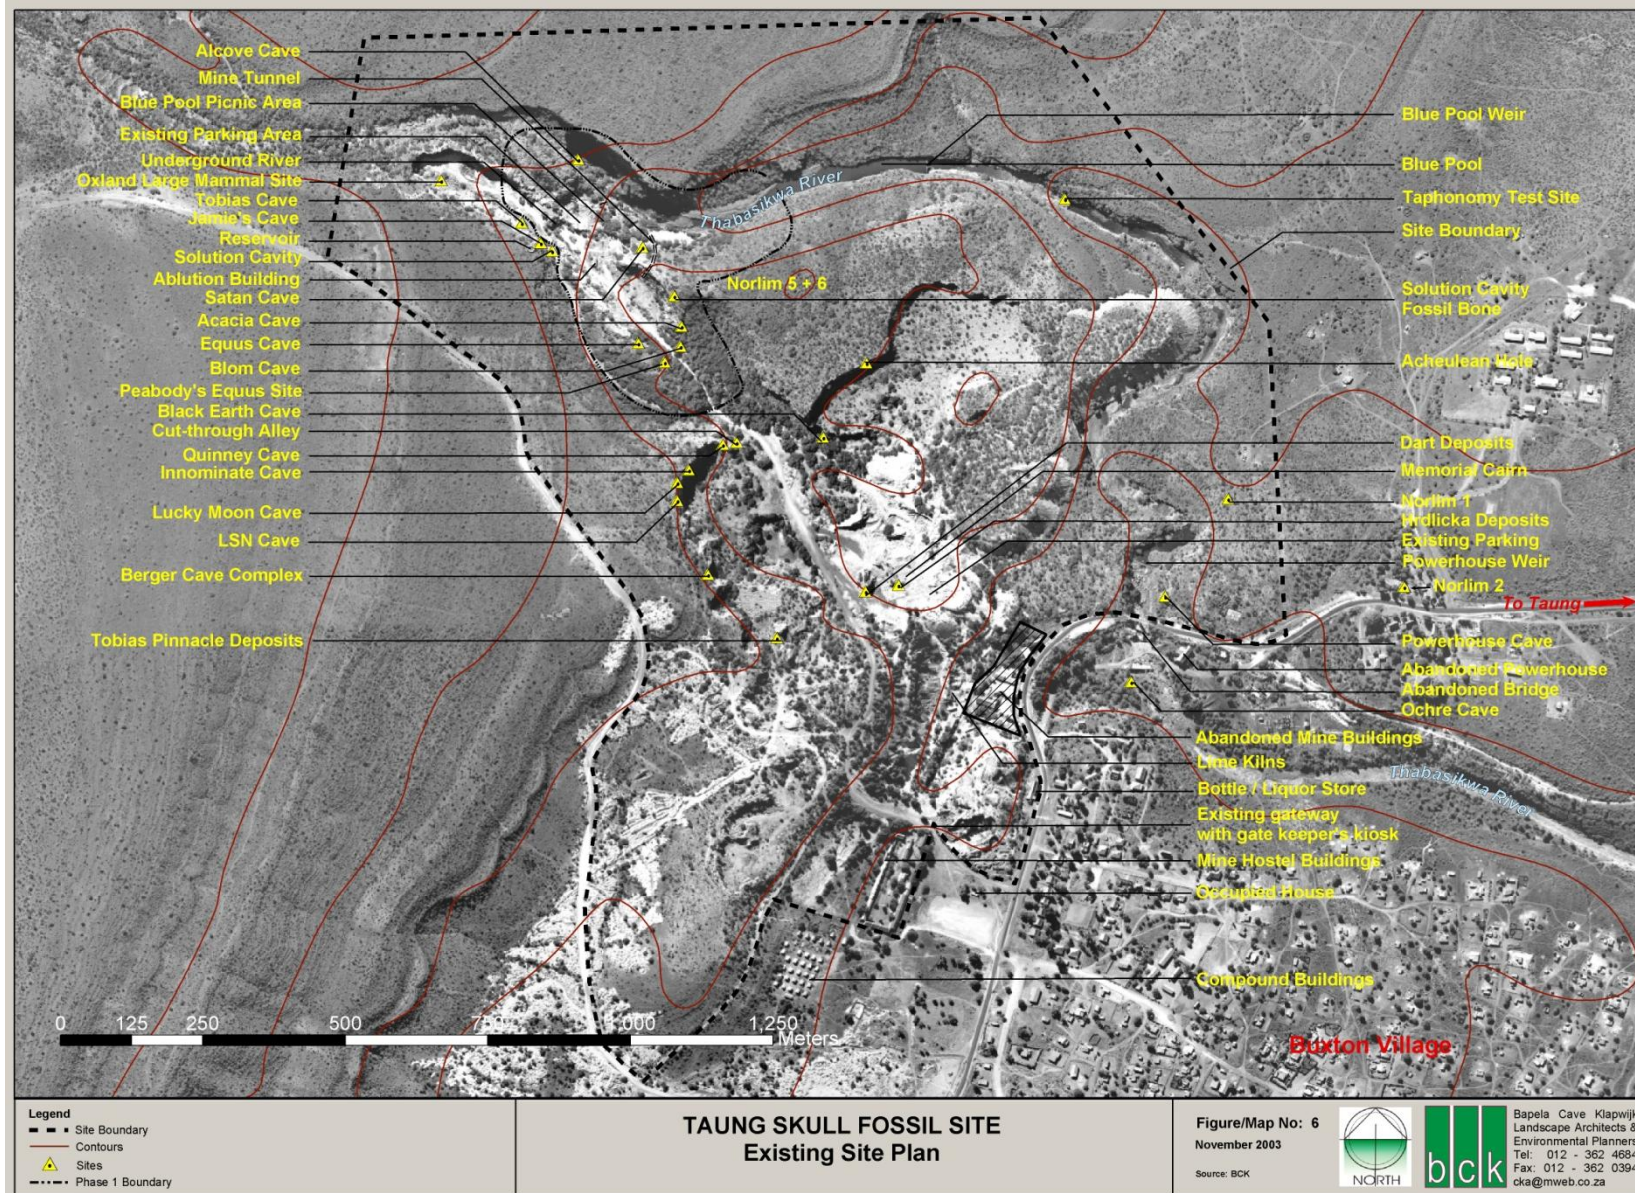 Alcove Cave
Mine Tunnel
Blue Pool Picnic Area
Existing Parking Area
Underground River
Oxland Large Mammal Site
Tobias Cave
Jamie's Cave
Reservoir
Solution Cavity
Ablution Building
Satan Cave
Acacia Cave
Equus Cave
Blom Cave
Peabody's Equus Site
Black Earth Cave
Cut-through Alley
Quinney Cave
Innominate Cave
Lucky Moon Cave
LSN Cave
Berger Cave Complex
Tobias Pinnacle Deposits
Thabasikwa River
Norlim 5 + 6
Blue Pool Weir
Blue Pool
Taphonomy Test Site
Site Boundary
Solution Cavity
Fossil Bone
Acheulean Hole
Dart Deposits
Memorial Cairn
Norlim 1
Hrdlicka Deposits
Existing Parking
Powerhouse Weir
Norlim 2
To Taung
Powerhouse Cave
Abandoned Powerhouse
Abandoned Bridge
Ochre Cave
Abandoned Mine Buildings
Lime Kilns
Thabasikwa River
Bottle / Liquor Store
Existing gateway
with gate keeper's kiosk
Mine Hostel Buildings
Occupied House
Compound Buildings
Buxton Village
0 125 250 500 750 1,000 1,250
Meters
Legend
Site Boundary
Contours
Sites
Phase 1 Boundary
TAUNG SKULL FOSSIL SITE
Existing Site Plan
Figure/Map No: 6
November 2003
Source: BCK
NORTH
bck
Bapela Cave Klapwijk
Landscape Architects &
Environmental Planners
Tel: 012 - 362 4684
Fax: 012 - 362 0394
cka@mweb.co.za